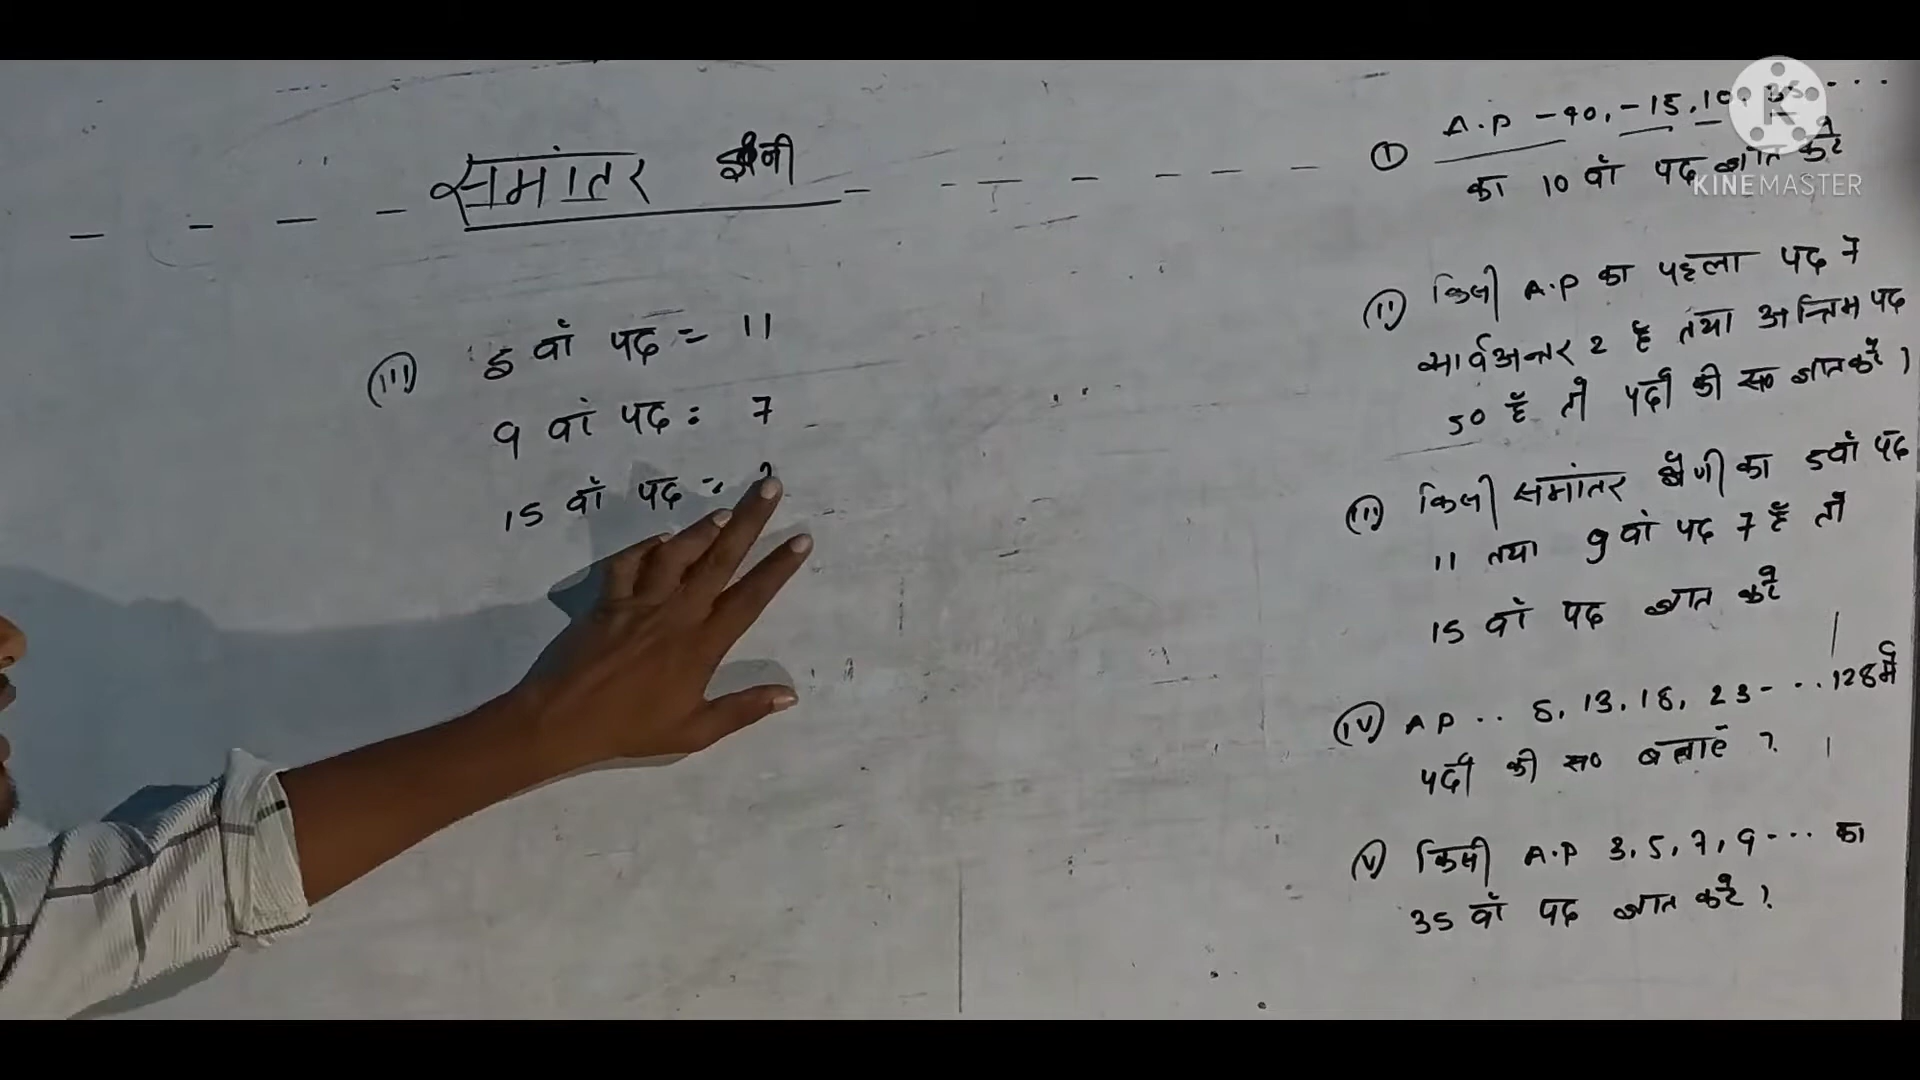 समांतर श्रेणी
(III) 5 वाँ पद = 11
9 वां पद = 7
15 वाँ पद = ?
(I) A.P -40, -15, 10, 35 ...
का 10 वाँ पद ज्ञात करे
(II) किसी A.P का पहला पद 7
सार्वअन्तर 2 है तथा अन्तिम पद
50 है तो पदों की स० ज्ञात करें ?
(III) किसी समांतर श्रेणी का 5वाँ पद
11 तथा 9 वां पद 7 है तो
15 वाँ पद ज्ञात करे
(IV) A P .. 8, 13, 18, 23 - ... 128 में
पदों की स० बताएं ?
(V) किसी A.P 3, 5, 7, 9 ... का
35 वाँ पद ज्ञात करे ?
KINEMASTER